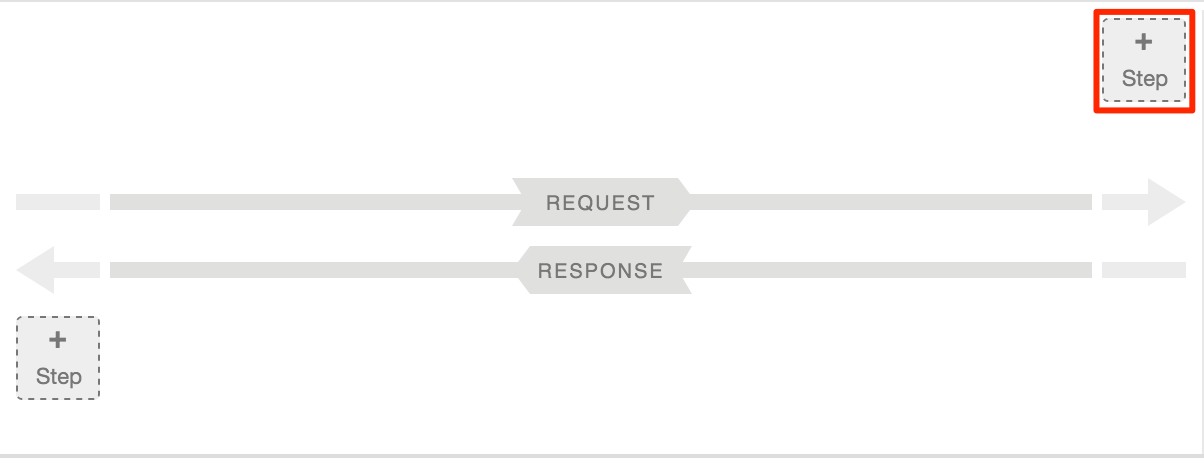 +
Step
REQUEST
RESPONSE
+
Step